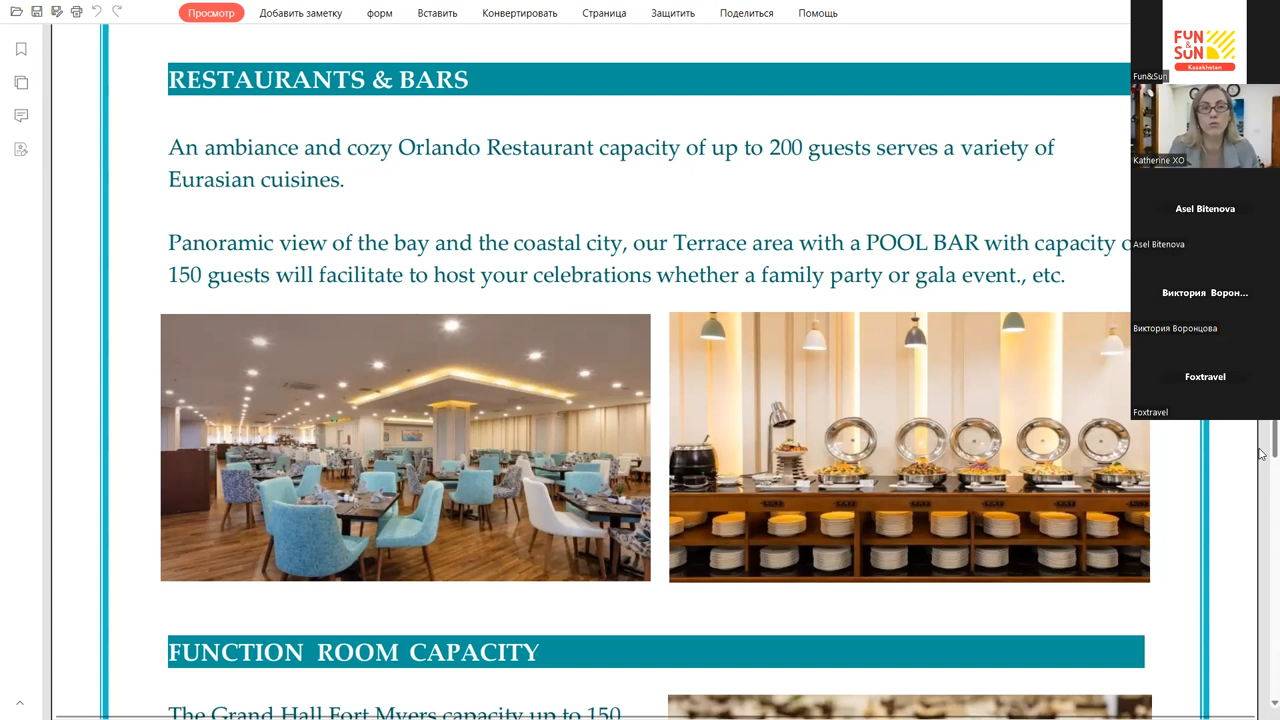 Просмотр Добавить заметку форм Вставить Конвертировать Страница Защитить Поделиться Помощь
FUN
&
SUN
Kazakhstan
Fun&Sun
RESTAURANTS & BARS
Katherine XO
An ambiance and cozy Orlando Restaurant capacity of up to 200 guests serves a variety of
Eurasian cuisines.
Asel Bitenova
Asel Bitenova
Panoramic view of the bay and the coastal city, our Terrace area with a POOL BAR with capacity
150 guests will facilitate to host your celebrations whether a family party or gala event., etc.
Виктория Ворон...
Виктория Воронцова
Foxtravel
Foxtravel
FUNCTION ROOM CAPACITY
The Grand Hall Fort Myers capacity up to 150